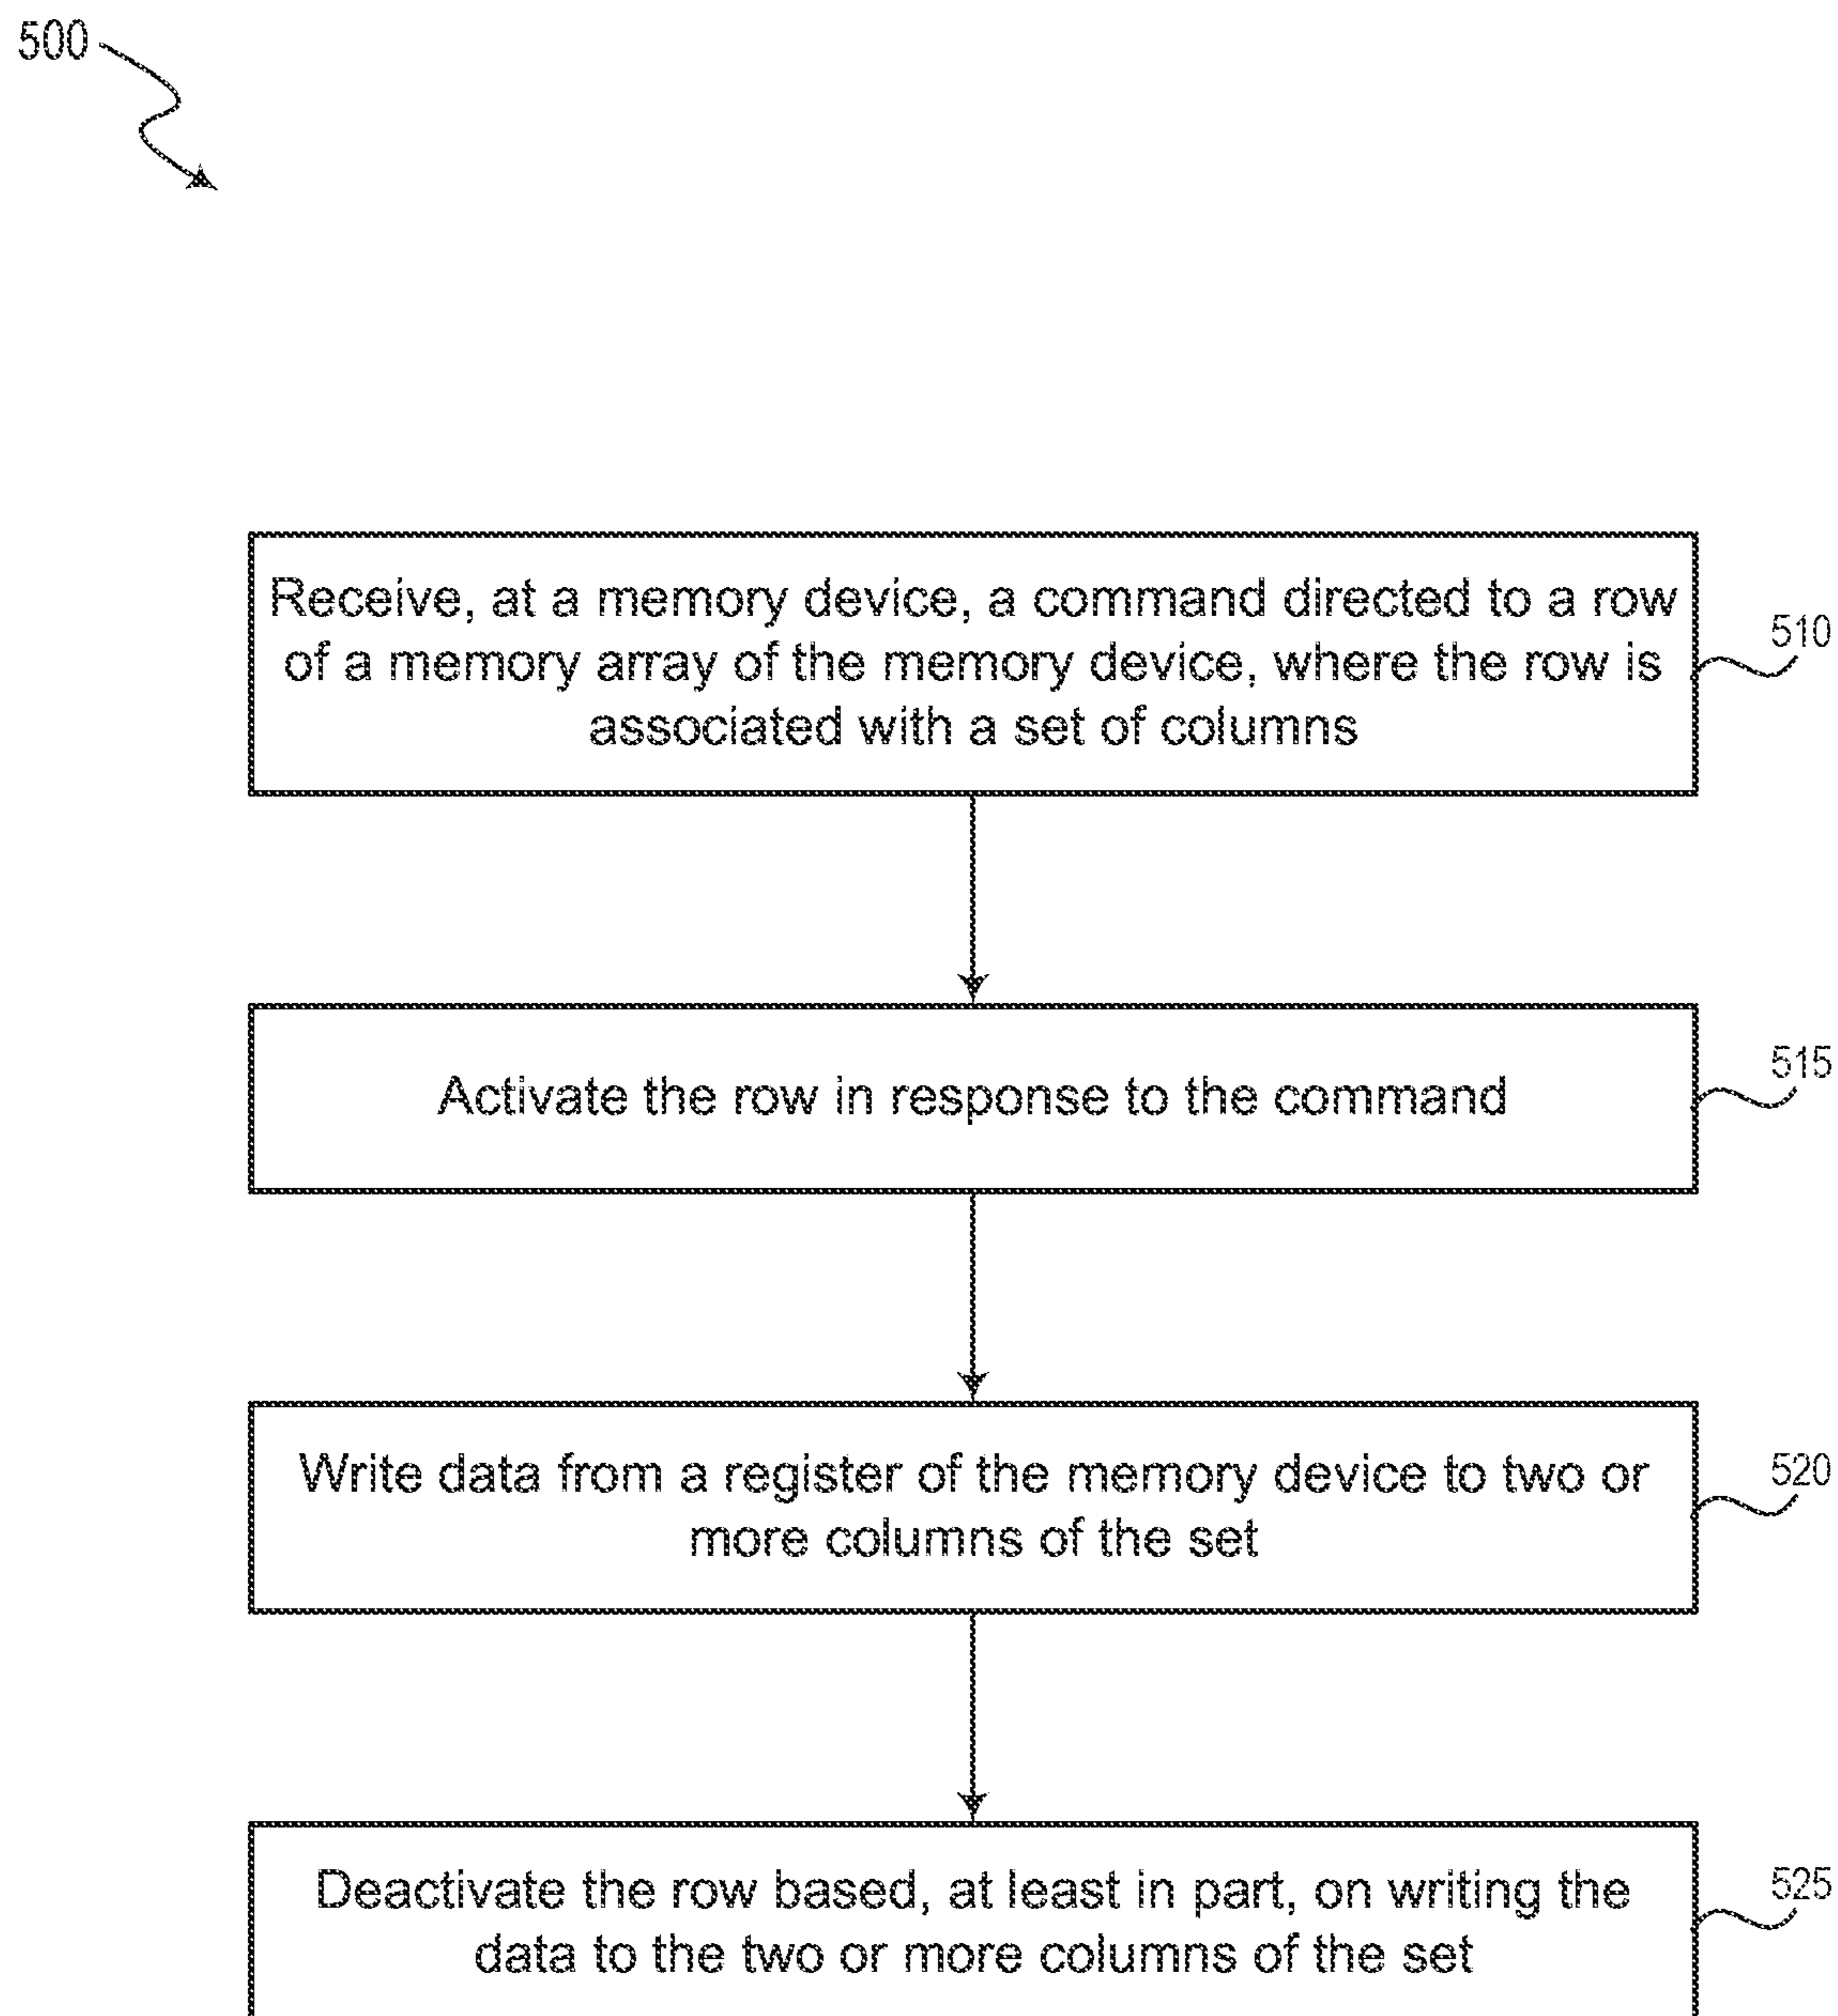 500
Receive, at a memory device, a command directed to a row
of a memory array of the memory device, where the row is
associated with a set of columns
510
Activate the row in response to the command
515
Write data from a register of the memory device to two or
more columns of the set
520
Deactivate the row based, at least in part, on writing the
data to the two or more columns of the set
525